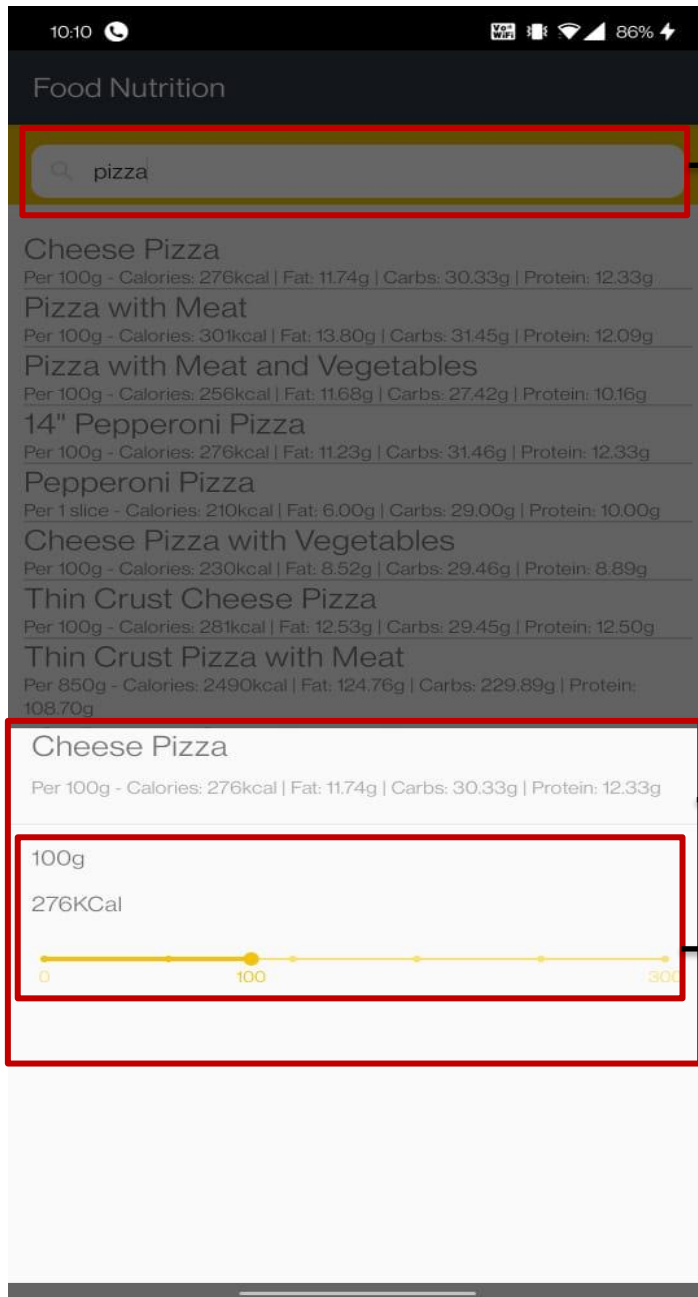 10:10 Vo)) WiFi 86%
Food Nutrition
pizza
Cheese Pizza
Per 100g - Calories: 276kcal | Fat: 11.74g | Carbs: 30.33g | Protein: 12.33g
Pizza with Meat
Per 100g - Calories: 301kcal | Fat: 13.80g | Carbs: 31.45g | Protein: 12.09g
Pizza with Meat and Vegetables
Per 100g - Calories: 256kcal | Fat: 11.68g | Carbs: 27.42g | Protein: 10.16g
14" Pepperoni Pizza
Per 100g - Calories: 276kcal | Fat: 11.23g | Carbs: 31.46g | Protein: 12.33g
Pepperoni Pizza
Per 1 slice - Calories: 210kcal | Fat: 6.00g | Carbs: 29.00g | Protein: 10.00g
Cheese Pizza with Vegetables
Per 100g - Calories: 230kcal | Fat: 8.52g | Carbs: 29.46g | Protein: 8.89g
Thin Crust Cheese Pizza
Per 100g - Calories: 281kcal | Fat: 12.53g | Carbs: 29.45g | Protein: 12.50g
Thin Crust Pizza with Meat
Per 850g - Calories: 2490kcal | Fat: 124.76g | Carbs: 229.89g | Protein:
108.70g
Cheese Pizza
Per 100g - Calories: 276kcal | Fat: 11.74g | Carbs: 30.33g | Protein: 12.33g
100g
276KCal
0 100 300